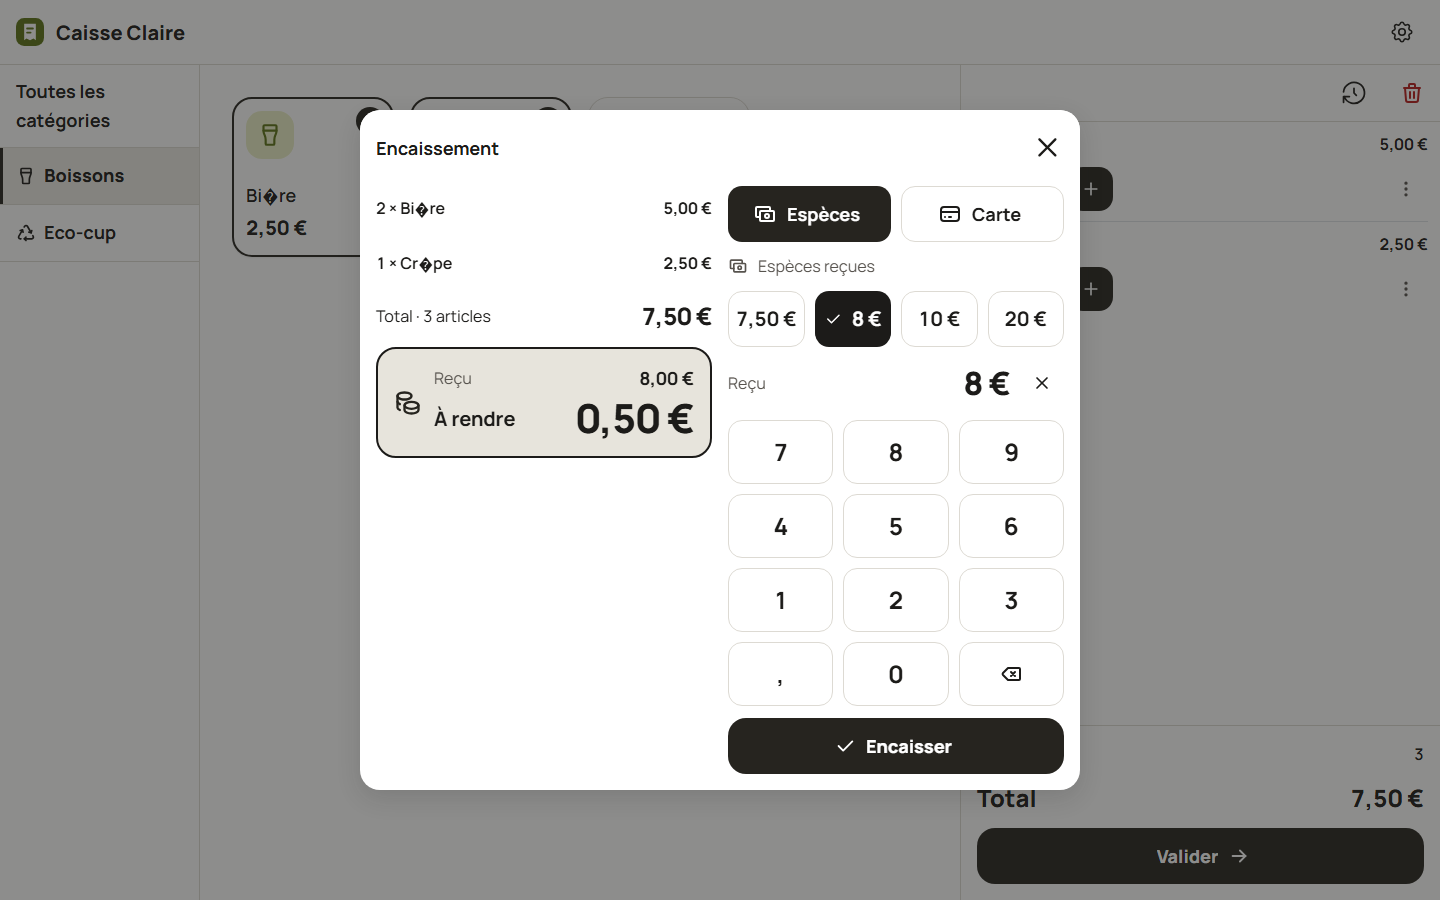 Caisse Claire
Toutes les
catégories
Boissons
Eco-cup
Bi�re
2,50 €
Encaissement
2 × Bi�re 5,00 €
1 × Cr�pe 2,50 €
Total · 3 articles 7,50 €
Reçu 8,00 €
À rendre 0,50 €
Espèces Carte
Espèces reçues
7,50 € 8 € 10 € 20 €
Reçu 8 €
7 8 9
4 5 6
1 2 3
, 0
Encaisser
5,00 €
+
2,50 €
+
3
Total 7,50 €
Valider